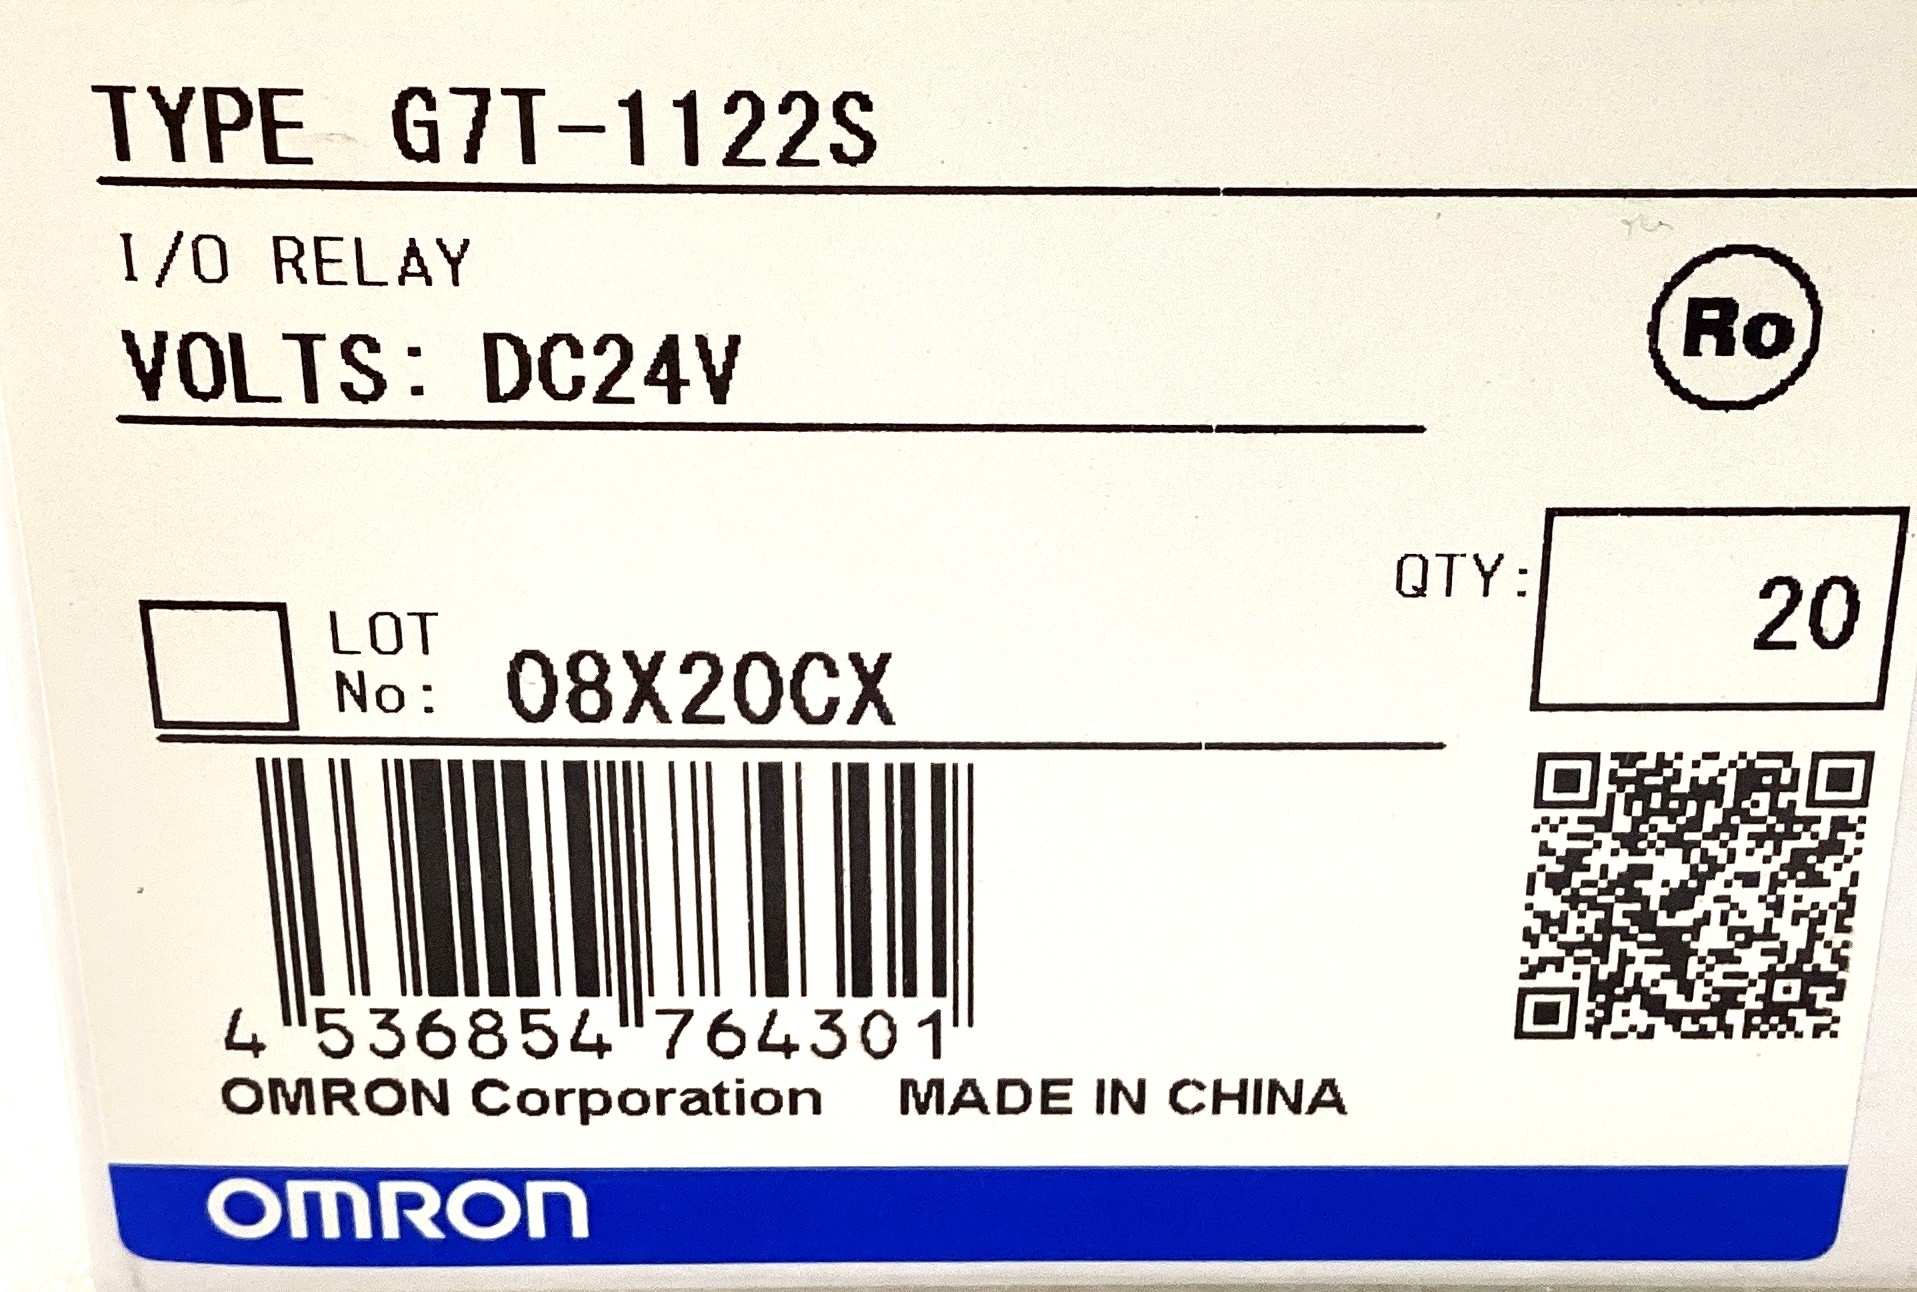 TYPE G7T-1122S
I/O RELAY
VOLTS: DC24V
Ro
QTY: 20
LOT No: 08X20CX
4 536854 764301
OMRON Corporation MADE IN CHINA
OMRON